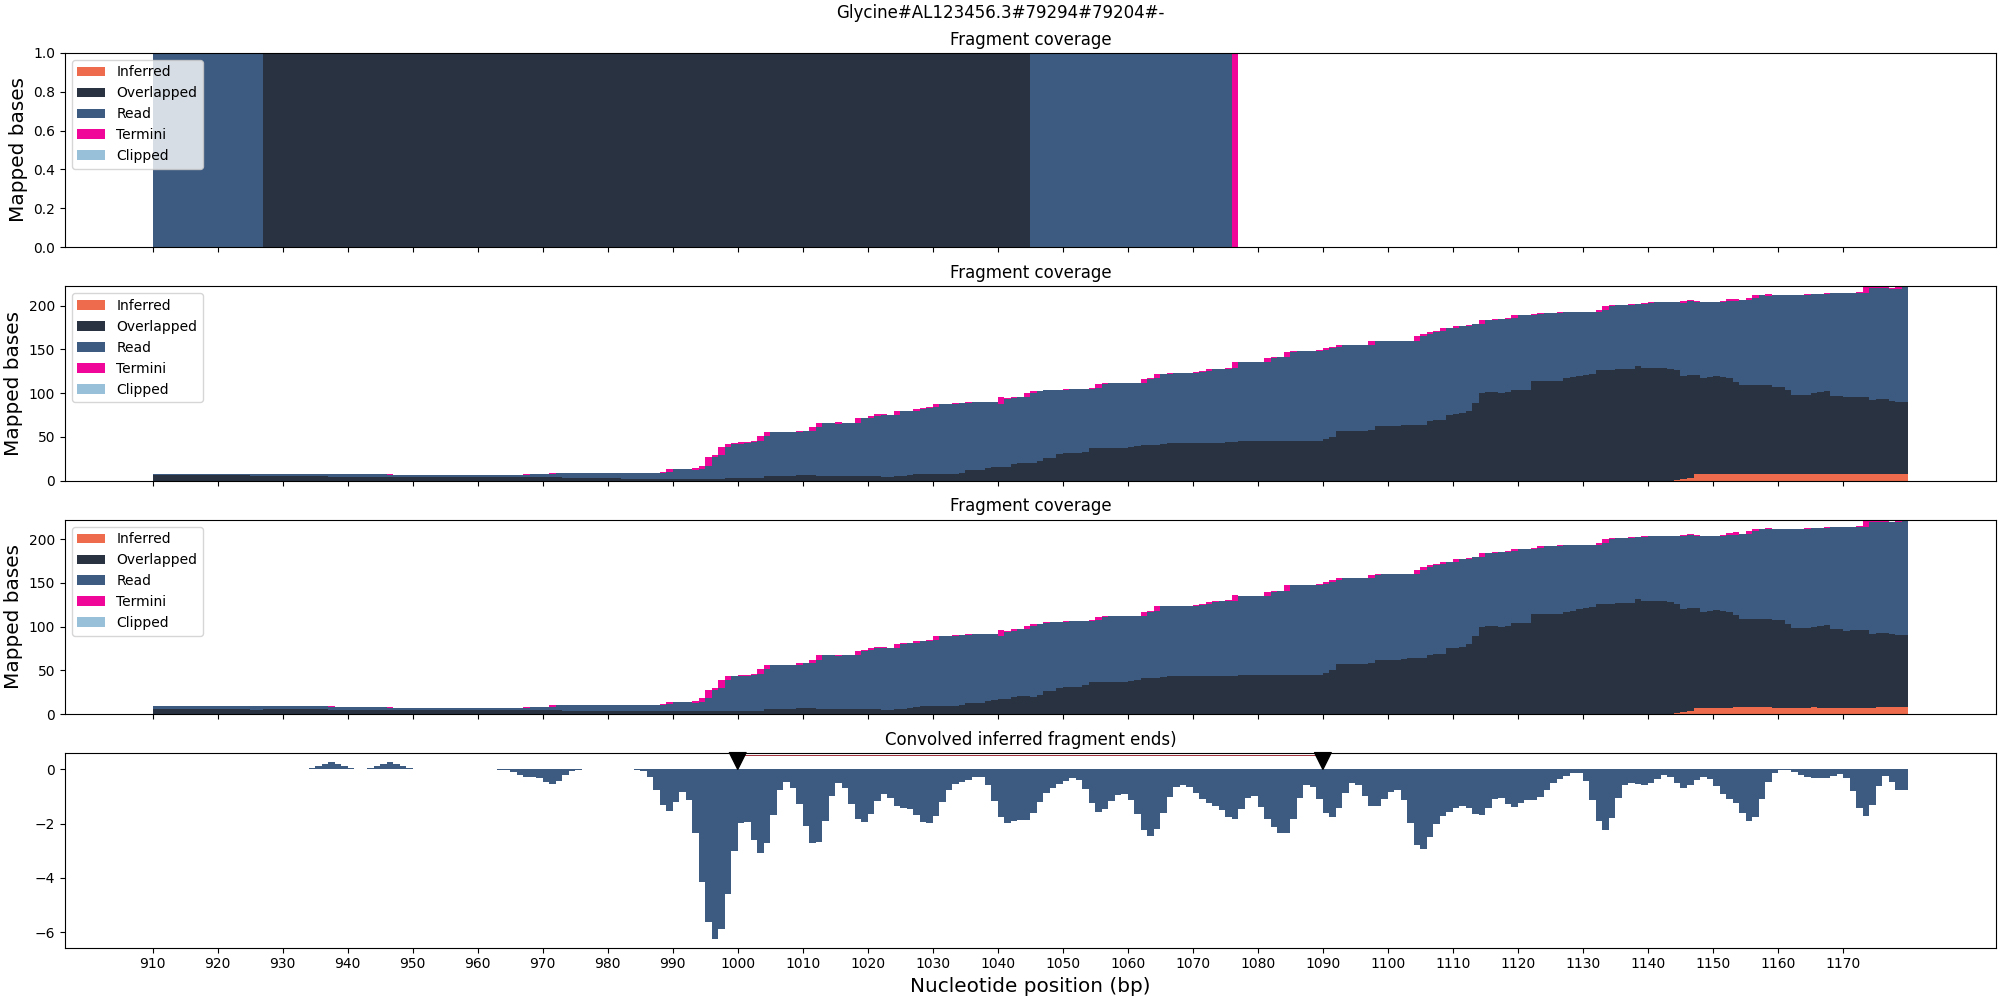 Glycine#AL123456.3#79294#79204#-
Fragment coverage
Mapped bases
1.0
0.8
0.6
0.4
0.2
0.0
Inferred
Overlapped
Read
Termini
Clipped
Fragment coverage
Mapped bases
200
150
100
50
0
Inferred
Overlapped
Read
Termini
Clipped
Fragment coverage
Mapped bases
200
150
100
50
0
Inferred
Overlapped
Read
Termini
Clipped
Convolved inferred fragment ends)
0
−2
−4
−6
910 920 930 940 950 960 970 980 990 1000 1010 1020 1030 1040 1050 1060 1070 1080 1090 1100 1110 1120 1130 1140 1150 1160 1170
Nucleotide position (bp)